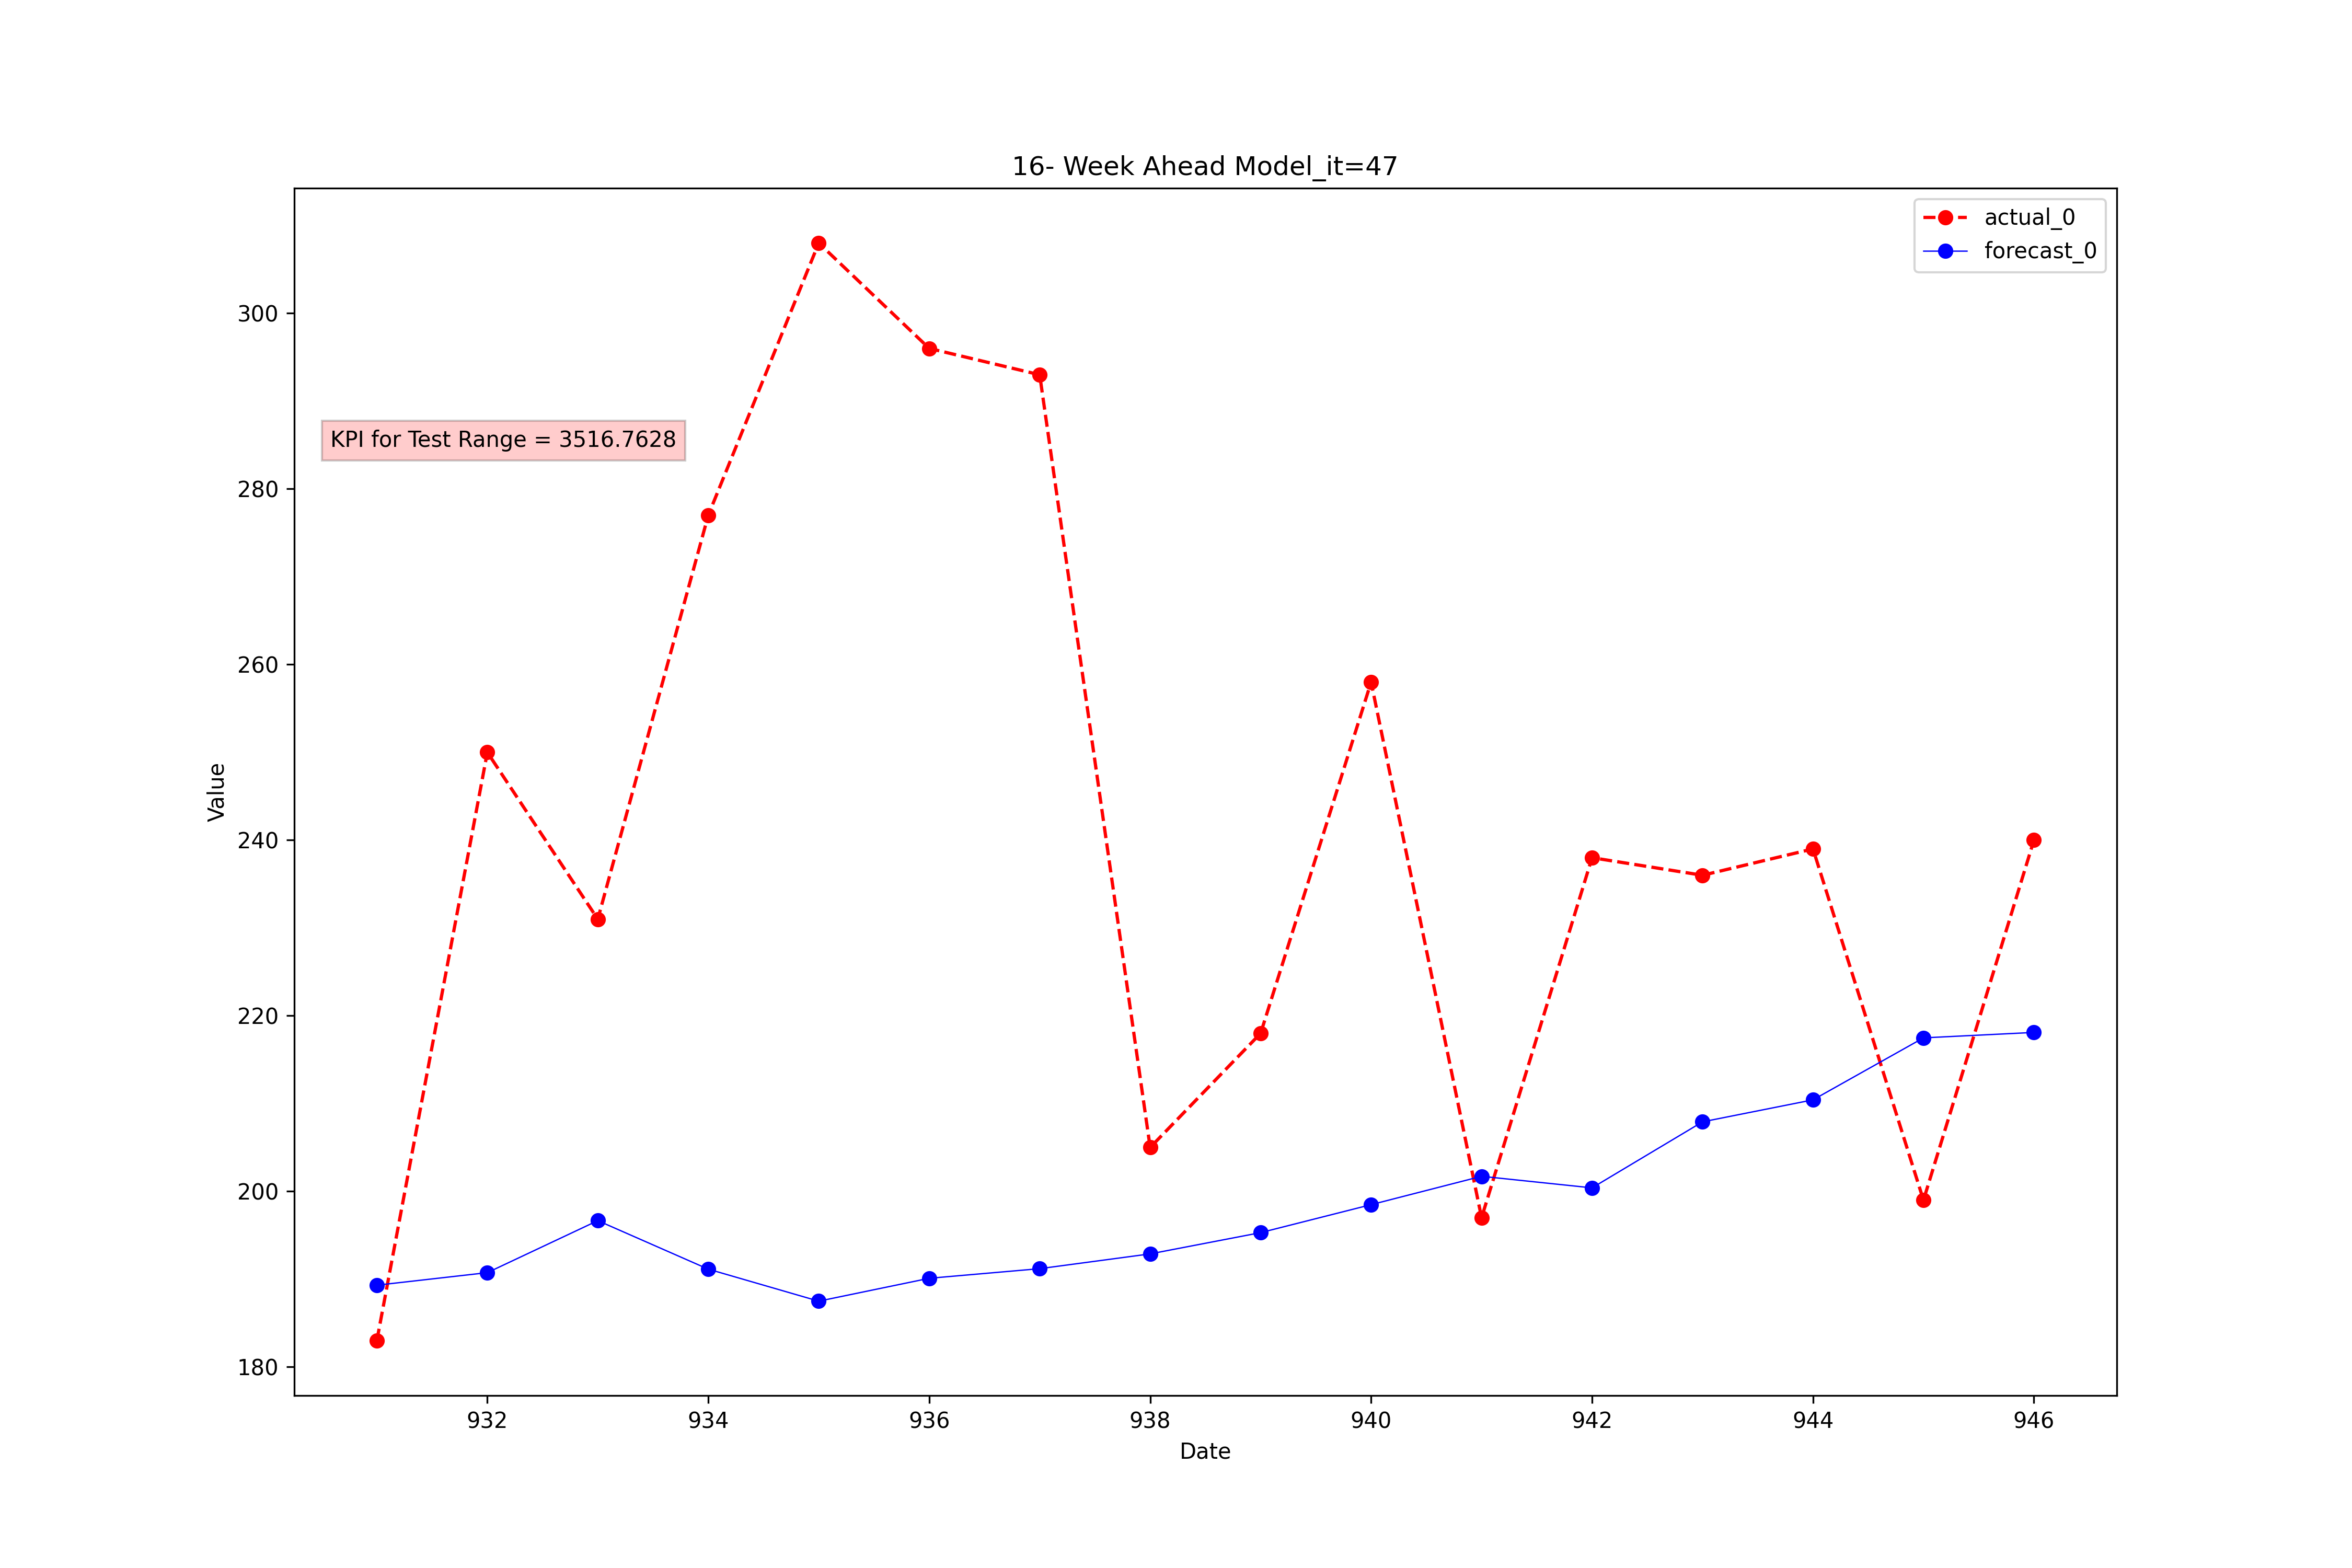 16- Week Ahead Model_it=47
actual_0
forecast_0
KPI for Test Range = 3516.7628
Value
300
280
260
240
220
200
180
932 934 936 938 940 942 944 946
Date